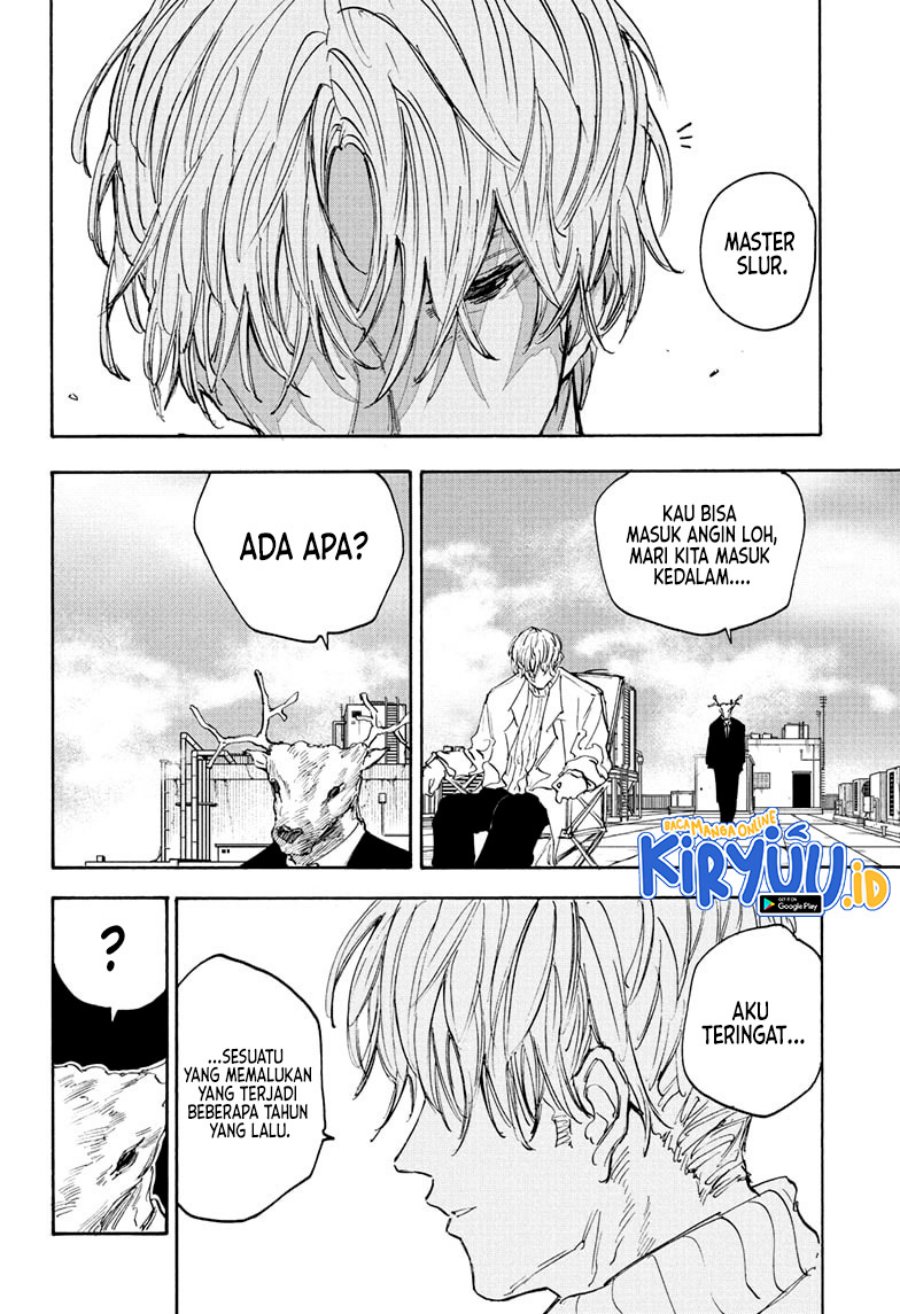 MASTER
SLUR.
KAU BISA
MASUK ANGIN LOH,
MARI KITA MASUK
KEDALAM....
ADA APA?
BACA MANGA ONLINE
KIRYUU.iD
GET IT ON
Google Play
AKU
TERINGAT...
...SESUATU
YANG MEMALUKAN
YANG TERJADI
BEBERAPA TAHUN
YANG LALU.
?